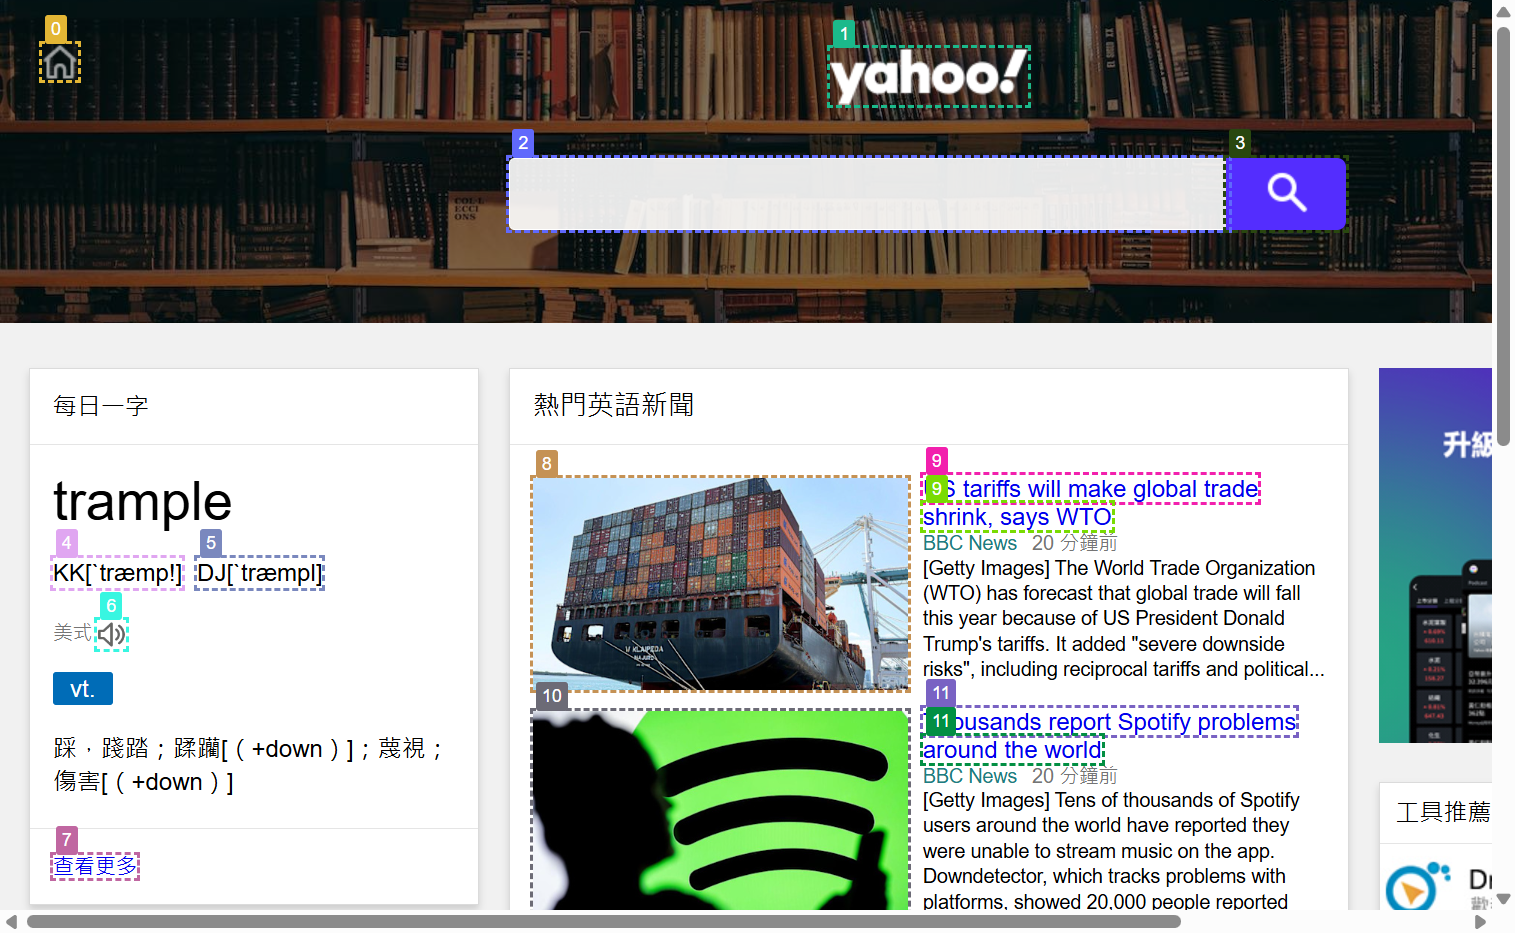 0
1
yahoo!
2
3
COLL
ECCI
ONS
每日一字
trample
4
5
KK[ˋtræmp!]
DJ[ˋtræmpl]
6
美式
vt.
踩，踐踏；蹂躪[（+down）]；蔑視；
傷害[（+down）]
7
查看更多
熱門英語新聞
8
9
9
S tariffs will make global trade
shrink, says WTO
BBC News 20 分鐘前
[Getty Images] The World Trade Organization
(WTO) has forecast that global trade will fall
this year because of US President Donald
Trump's tariffs. It added "severe downside
risks", including reciprocal tariffs and political...
10
11
11
ousands report Spotify problems
around the world
BBC News 20 分鐘前
[Getty Images] Tens of thousands of Spotify
users around the world have reported they
were unable to stream music on the app.
Downdetector, which tracks problems with
platforms, showed 20,000 people reported
升級
工具推薦
Dr